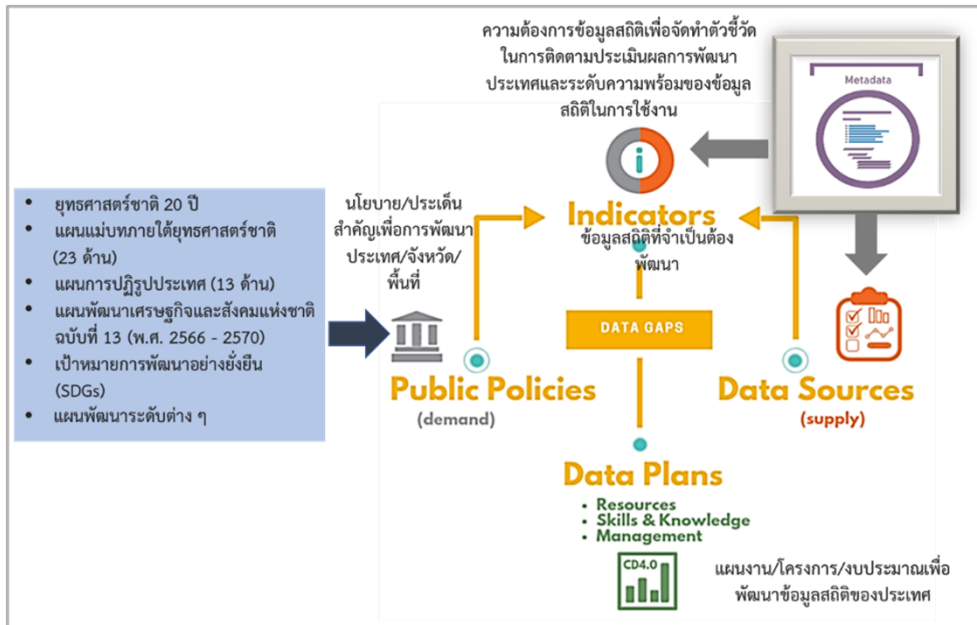 ความต้องการข้อมูลสถิติเพื่อจัดทำตัวชี้วัด
ในการติดตามประเมินผลการพัฒนา
ประเทศและระดับความพร้อมของข้อมูล
สถิติในการใช้งาน
Metadata
• ยุทธศาสตร์ชาติ 20 ปี
• แผนแม่บทภายใต้ยุทธศาสตร์ชาติ
(23 ด้าน)
• แผนการปฏิรูปประเทศ (13 ด้าน)
• แผนพัฒนาเศรษฐกิจและสังคมแห่งชาติ
ฉบับที่ 13 (พ.ศ. 2566 - 2570)
• เป้าหมายการพัฒนาอย่างยั่งยืน
(SDGs)
• แผนพัฒนาระดับต่าง ๆ
นโยบาย/ประเด็น
สำคัญเพื่อการพัฒนา
ประเทศ/จังหวัด/
พื้นที่
i
Indicators
ข้อมูลสถิติที่จำเป็นต้อง
พัฒนา
DATA GAPS
Public Policies
(demand)
Data Sources
(supply)
Data Plans
• Resources
• Skills & Knowledge
• Management
CD4.0
แผนงาน/โครงการ/งบประมาณเพื่อ
พัฒนาข้อมูลสถิติของประเทศ